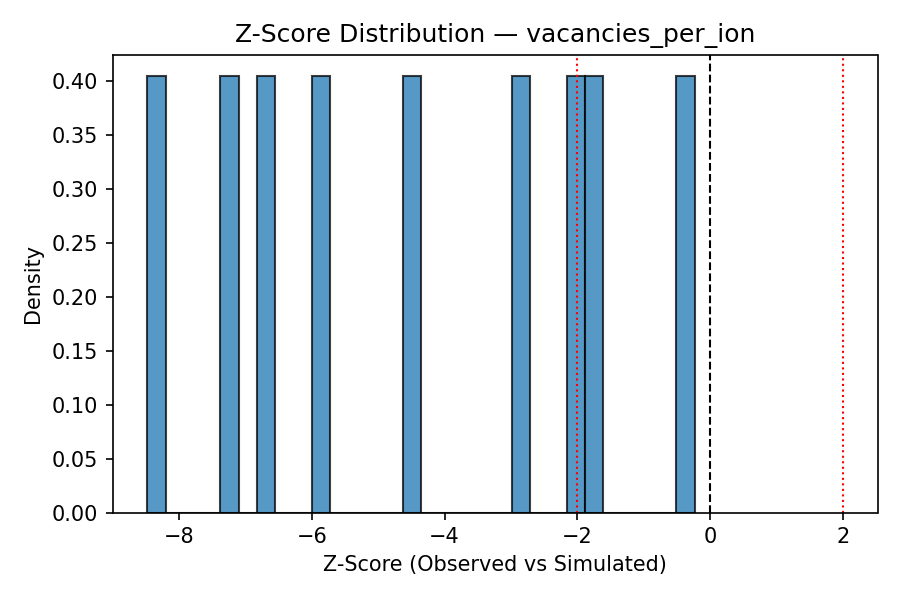 Z-Score Distribution — vacancies_per_ion
0.40
0.35
0.30
0.25
0.20
0.15
0.10
0.05
0.00
Density
−8 −6 −4 −2 0 2
Z-Score (Observed vs Simulated)